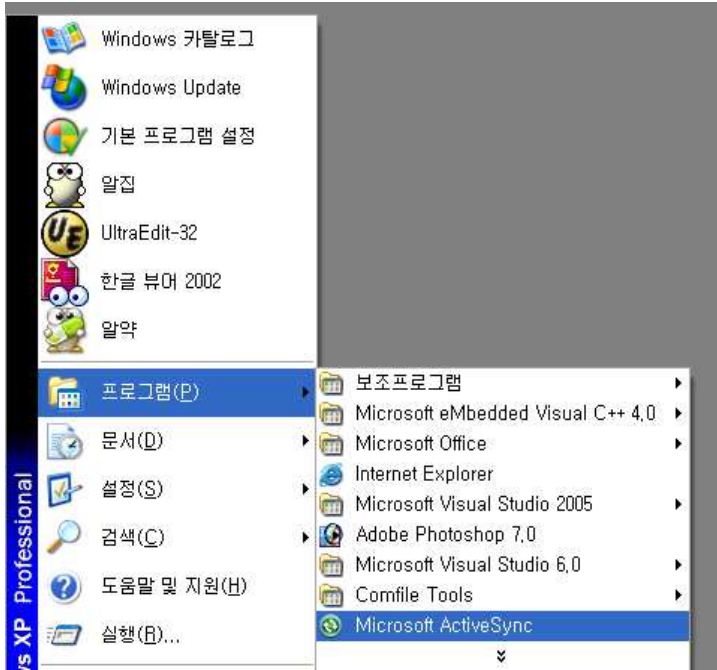 Windows 카탈로그
Windows Update
기본 프로그램 설정
알집
UltraEdit-32
한글 뷰어 2002
알약
프로그램(P)
문서(D)
설정(S)
검색(C)
도움말 및 지원(H)
실행(R)...
보조프로그램
Microsoft eMbedded Visual C++ 4.0
Microsoft Office
Internet Explorer
Microsoft Visual Studio 2005
Adobe Photoshop 7.0
Microsoft Visual Studio 6.0
Comfile Tools
Microsoft ActiveSync
ws XP Professional
UE